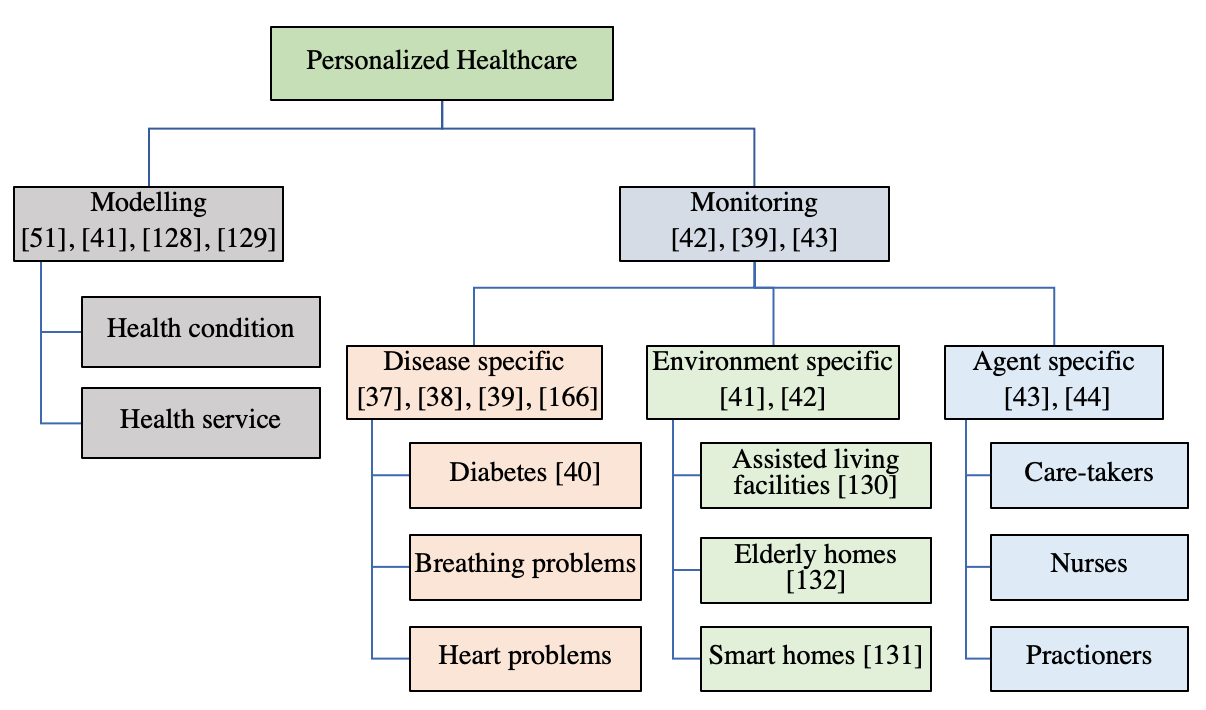 Personalized Healthcare
Modelling
[51], [41], [128], [129]
Health condition
Health service
Monitoring
[42], [39], [43]
Disease specific
[37], [38], [39], [166]
Diabetes [40]
Breathing problems
Heart problems
Environment specific
[41], [42]
Assisted living
facilities [130]
Elderly homes
[132]
Smart homes [131]
Agent specific
[43], [44]
Care-takers
Nurses
Practioners